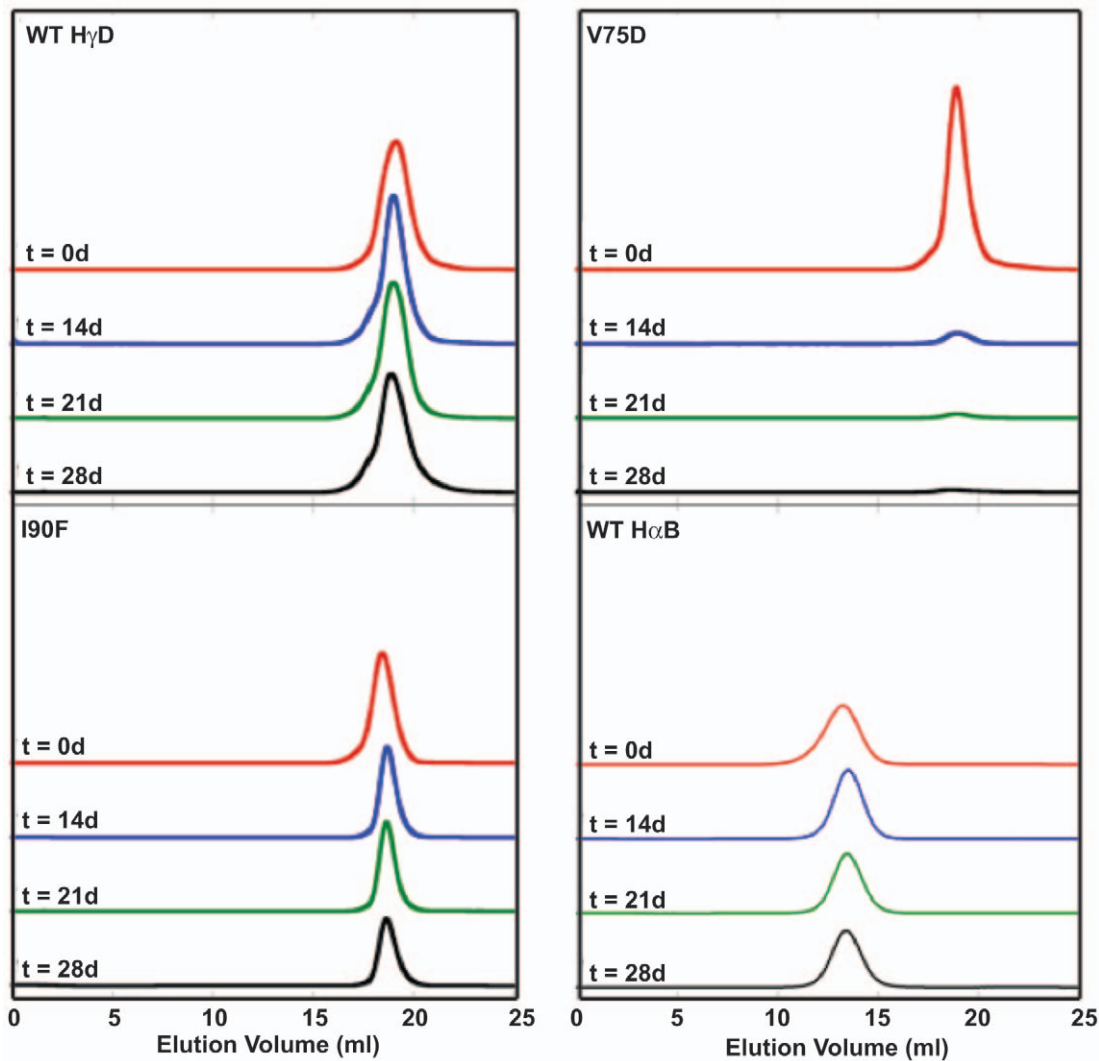 WT HγD
t = 0d
t = 14d
t = 21d
t = 28d
V75D
t = 0d
t = 14d
t = 21d
t = 28d
I90F
t = 0d
t = 14d
t = 21d
t = 28d
0 5 10 15 20 25
Elution Volume (ml)
WT HαB
t = 0d
t = 14d
t = 21d
t = 28d
0 5 10 15 20 25
Elution Volume (ml)